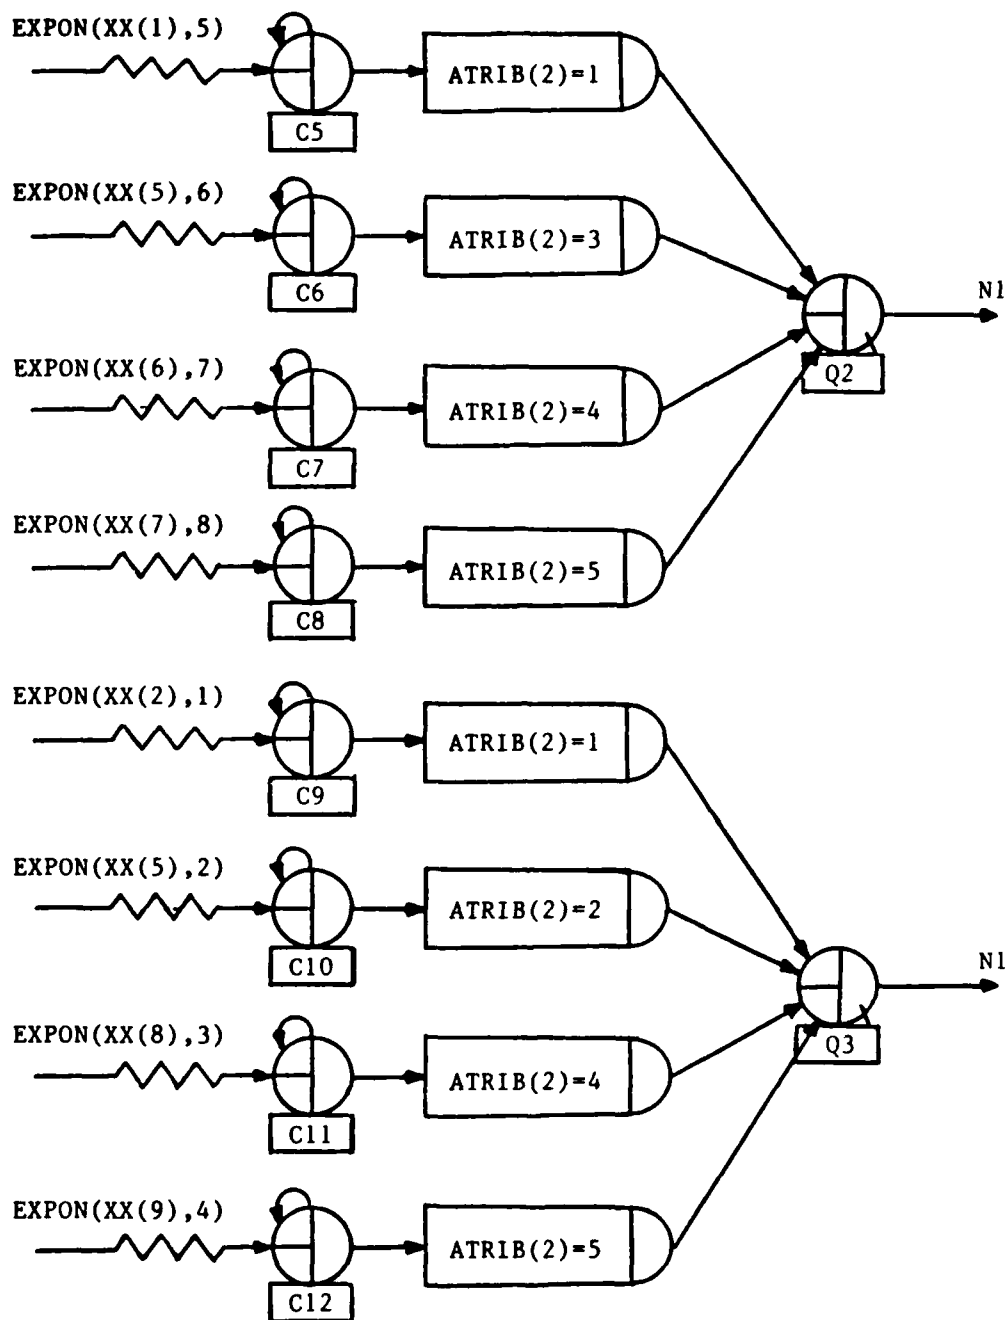 EXPON(XX(1),5)
ATRIB(2)=1
C5
EXPON(XX(5),6)
ATRIB(2)=3
C6
N1
Q2
EXPON(XX(6),7)
ATRIB(2)=4
C7
EXPON(XX(7),8)
ATRIB(2)=5
C8
EXPON(XX(2),1)
ATRIB(2)=1
C9
EXPON(XX(5),2)
ATRIB(2)=2
C10
N1
Q3
EXPON(XX(8),3)
ATRIB(2)=4
C11
EXPON(XX(9),4)
ATRIB(2)=5
C12